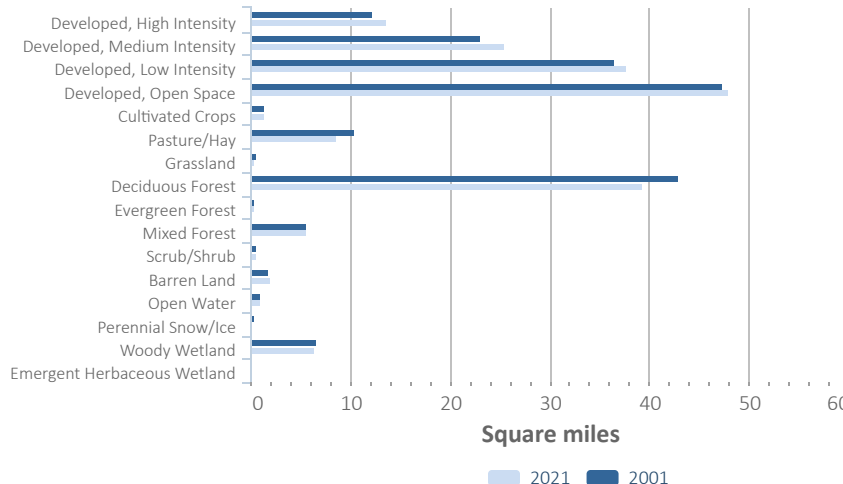 Developed, High Intensity
Developed, Medium Intensity
Developed, Low Intensity
Developed, Open Space
Cultivated Crops
Pasture/Hay
Grassland
Deciduous Forest
Evergreen Forest
Mixed Forest
Scrub/Shrub
Barren Land
Open Water
Perennial Snow/Ice
Woody Wetland
Emergent Herbaceous Wetland
0 10 20 30 40 50 60
Square miles
2021 2001